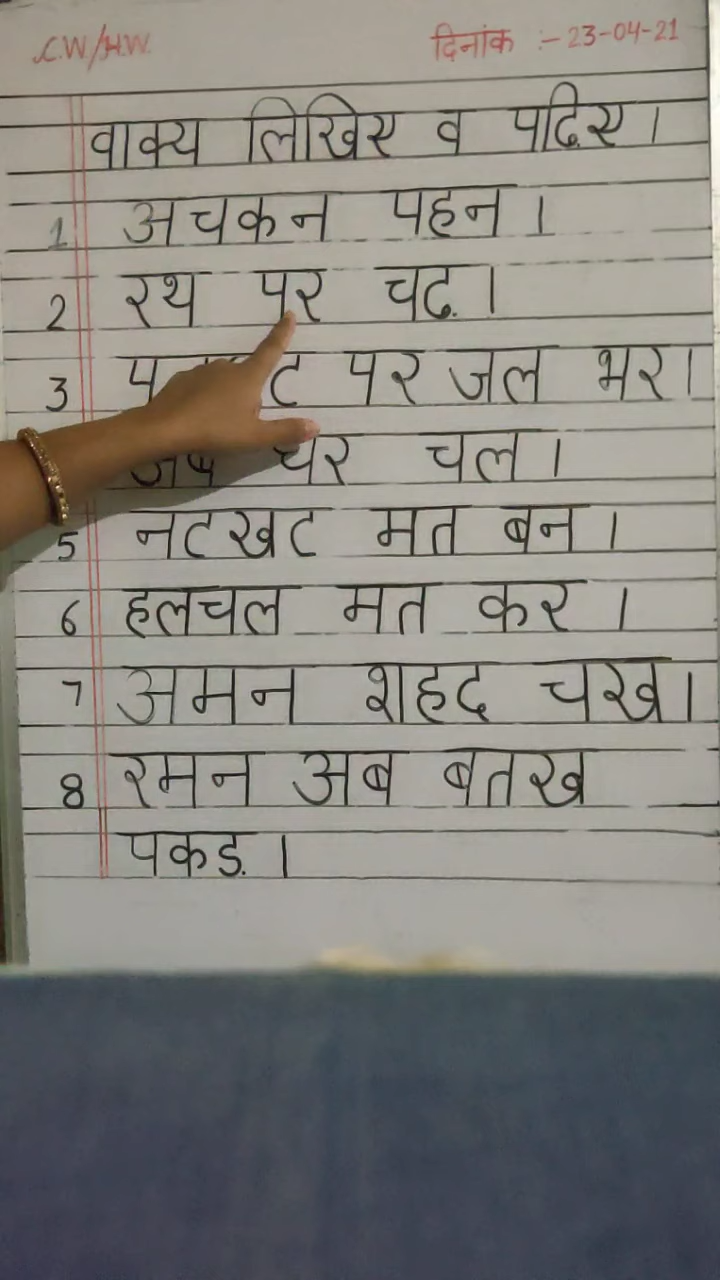 C.W/H.W. दिनांक :- 23-04-21
वाक्य लिखिए व पढ़िए।
1 अचकन पहन।
2 रथ पर चढ़।
3 पर जल भर।
घर चल।
5 नटखट मत बन।
6 हलचल मत कर।
7 अमन शहद चख।
8 रमन अब बतख
पकड़।